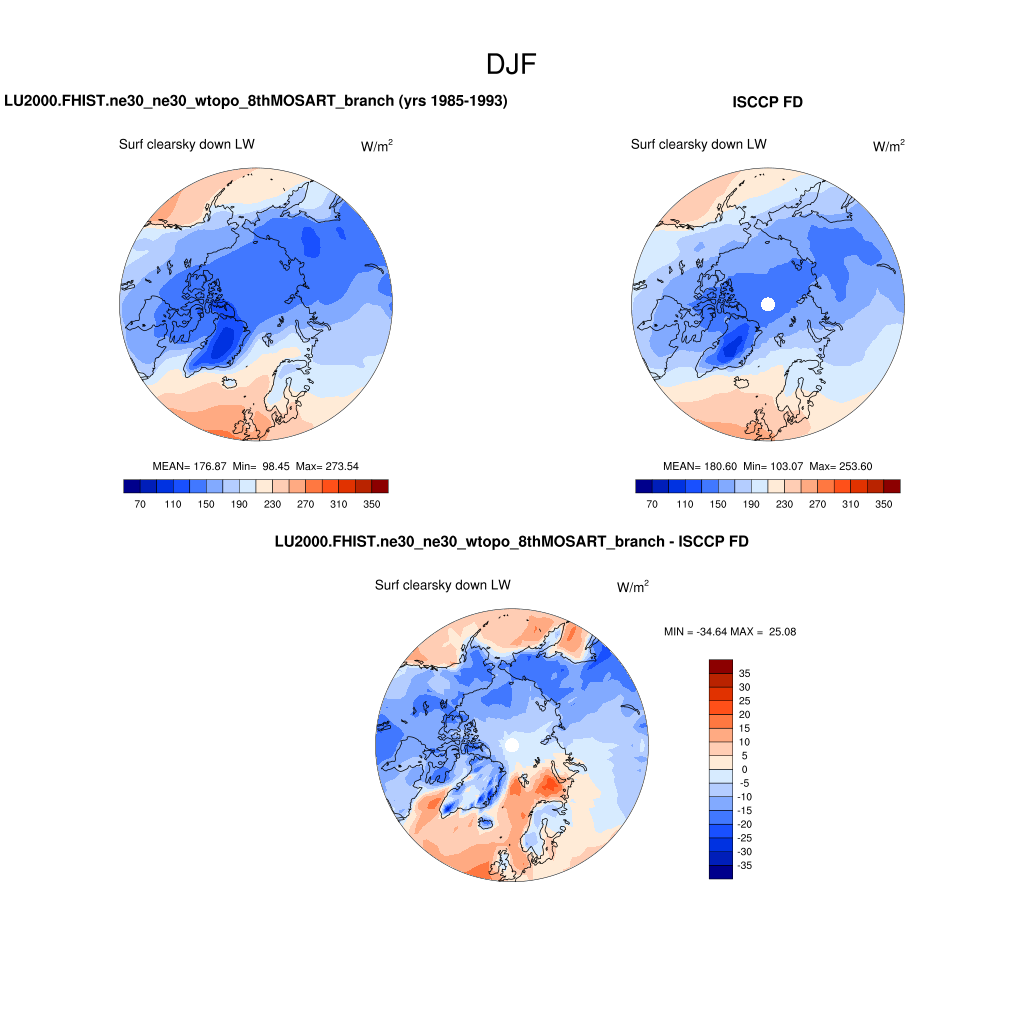 DJF
LU2000.FHIST.ne30_ne30_wtopo_8thMOSART_branch (yrs 1985-1993)
ISCCP FD
Surf clearsky down LW
W/m2
Surf clearsky down LW
W/m2
MEAN= 176.87 Min= 98.45 Max= 273.54
MEAN= 180.60 Min= 103.07 Max= 253.60
70 110 150 190 230 270 310 350
70 110 150 190 230 270 310 350
LU2000.FHIST.ne30_ne30_wtopo_8thMOSART_branch - ISCCP FD
Surf clearsky down LW
W/m2
MIN = -34.64 MAX = 25.08
35
30
25
20
15
10
5
0
-5
-10
-15
-20
-25
-30
-35